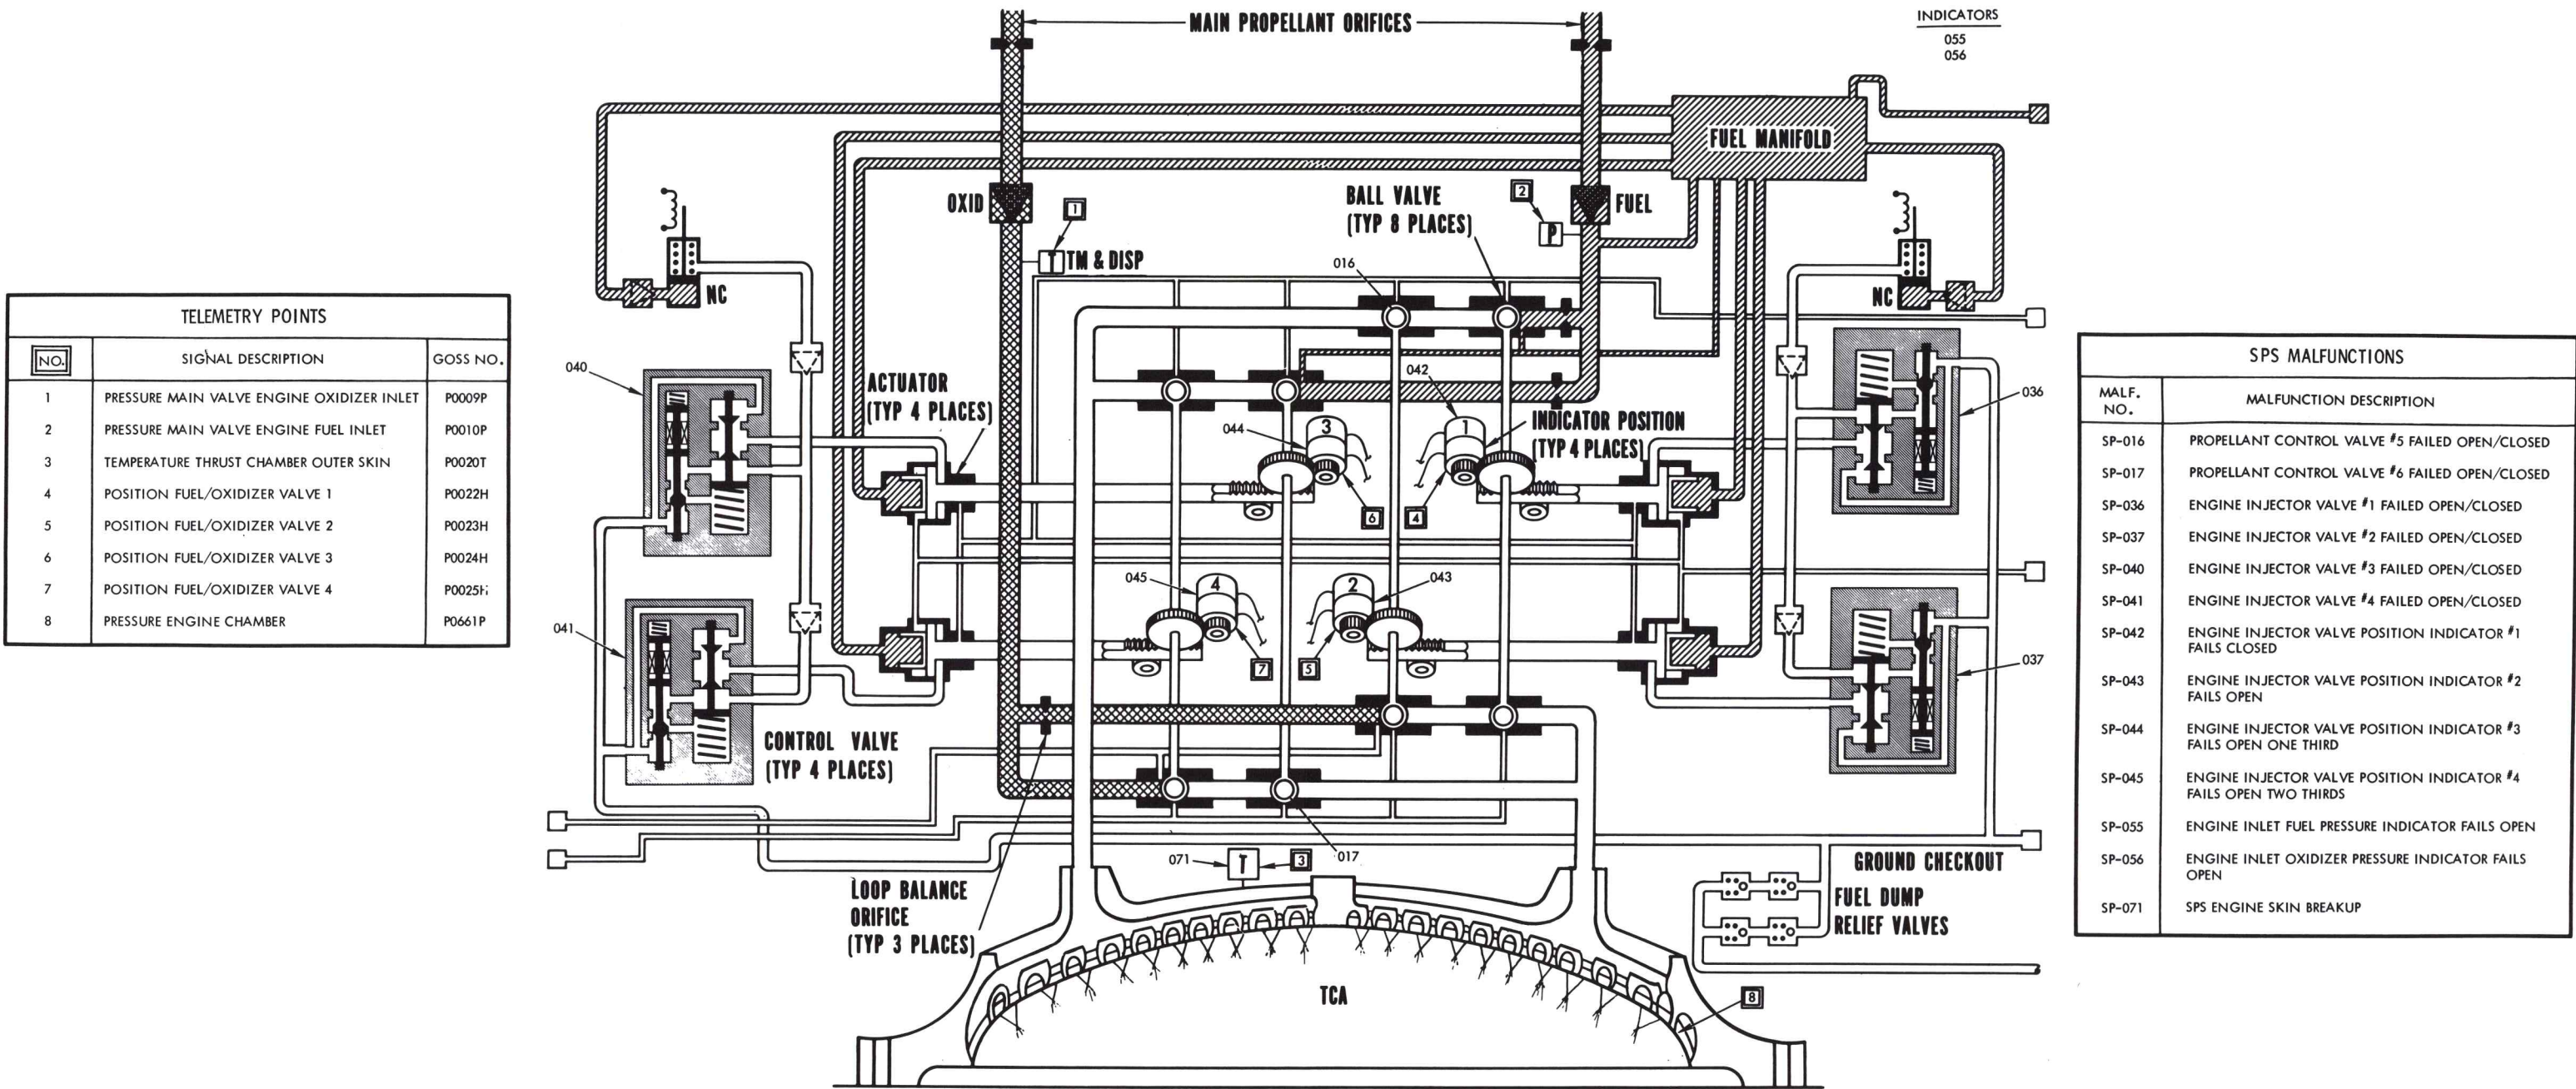 TELEMETRY POINTS
NO. SIGNAL DESCRIPTION GOSS NO.
1 PRESSURE MAIN VALVE ENGINE OXIDIZER INLET P0009P
2 PRESSURE MAIN VALVE ENGINE FUEL INLET P0010P
3 TEMPERATURE THRUST CHAMBER OUTER SKIN P0020T
4 POSITION FUEL/OXIDIZER VALVE 1 P0022H
5 POSITION FUEL/OXIDIZER VALVE 2 P0023H
6 POSITION FUEL/OXIDIZER VALVE 3 P0024H
7 POSITION FUEL/OXIDIZER VALVE 4 P0025H
8 PRESSURE ENGINE CHAMBER P0661P
MAIN PROPELLANT ORIFICES
INDICATORS
055
056
FUEL MANIFOLD
OXID
1
T TM & DISP
BALL VALVE
(TYP 8 PLACES)
2
P
FUEL
016
NC
NC
040
ACTUATOR
(TYP 4 PLACES)
042
044
3
1
INDICATOR POSITION
(TYP 4 PLACES)
036
6
4
045
4
2
043
041
7
5
037
CONTROL VALVE
(TYP 4 PLACES)
071
T
3
017
LOOP BALANCE
ORIFICE
(TYP 3 PLACES)
GROUND CHECKOUT
FUEL DUMP
RELIEF VALVES
TCA
8
SPS MALFUNCTIONS
MALF.
NO.
MALFUNCTION DESCRIPTION
SP-016 PROPELLANT CONTROL VALVE #5 FAILED OPEN/CLOSED
SP-017 PROPELLANT CONTROL VALVE #6 FAILED OPEN/CLOSED
SP-036 ENGINE INJECTOR VALVE #1 FAILED OPEN/CLOSED
SP-037 ENGINE INJECTOR VALVE #2 FAILED OPEN/CLOSED
SP-040 ENGINE INJECTOR VALVE #3 FAILED OPEN/CLOSED
SP-041 ENGINE INJECTOR VALVE #4 FAILED OPEN/CLOSED
SP-042 ENGINE INJECTOR VALVE POSITION INDICATOR #1
FAILS CLOSED
SP-043 ENGINE INJECTOR VALVE POSITION INDICATOR #2
FAILS OPEN
SP-044 ENGINE INJECTOR VALVE POSITION INDICATOR #3
FAILS OPEN ONE THIRD
SP-045 ENGINE INJECTOR VALVE POSITION INDICATOR #4
FAILS OPEN TWO THIRDS
SP-055 ENGINE INLET FUEL PRESSURE INDICATOR FAILS OPEN
SP-056 ENGINE INLET OXIDIZER PRESSURE INDICATOR FAILS
OPEN
SP-071 SPS ENGINE SKIN BREAKUP